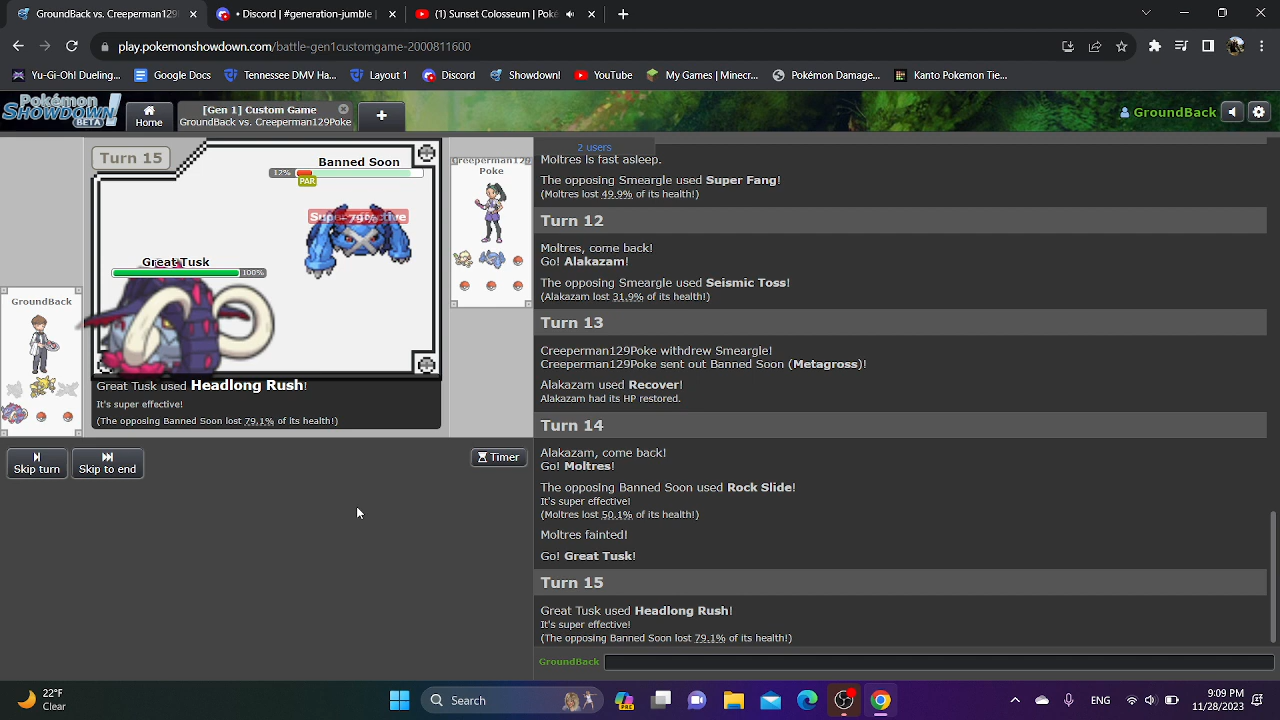 GroundBack vs. Creeperman129
• Discord | #generation-jumble |
(1) Sunset Colosseum | Poké
play.pokemonshowdown.com/battle-gen1customgame-2000811600
Yu-Gi-Oh! Dueling...
Google Docs
Tennessee DMV Ha...
Layout 1
Discord
Showdown!
YouTube
My Games | Minecr...
Pokémon Damage...
Kanto Pokemon Tie...
Pokémon
SHOWDOWN!
BETA
Home
[Gen 1] Custom Game
GroundBack vs. Creeperman129Poke
GroundBack
2 users
Turn 15
Banned Soon
12%
PAR
Great Tusk
100%
GroundBack
Creeperman129
Poke
Great Tusk used Headlong Rush!
It's super effective!
(The opposing Banned Soon lost 79.1% of its health!)
Skip turn
Skip to end
Timer
Moltres is fast asleep.
The opposing Smeargle used Super Fang!
(Moltres lost 49.9% of its health!)
Turn 12
Moltres, come back!
Go! Alakazam!
The opposing Smeargle used Seismic Toss!
(Alakazam lost 31.9% of its health!)
Turn 13
Creeperman129Poke withdrew Smeargle!
Creeperman129Poke sent out Banned Soon (Metagross)!
Alakazam used Recover!
Alakazam had its HP restored.
Turn 14
Alakazam, come back!
Go! Moltres!
The opposing Banned Soon used Rock Slide!
It's super effective!
(Moltres lost 50.1% of its health!)
Moltres fainted!
Go! Great Tusk!
Turn 15
Great Tusk used Headlong Rush!
It's super effective!
(The opposing Banned Soon lost 79.1% of its health!)
GroundBack
22°F
Clear
Search
ENG
9:09 PM
11/28/2023